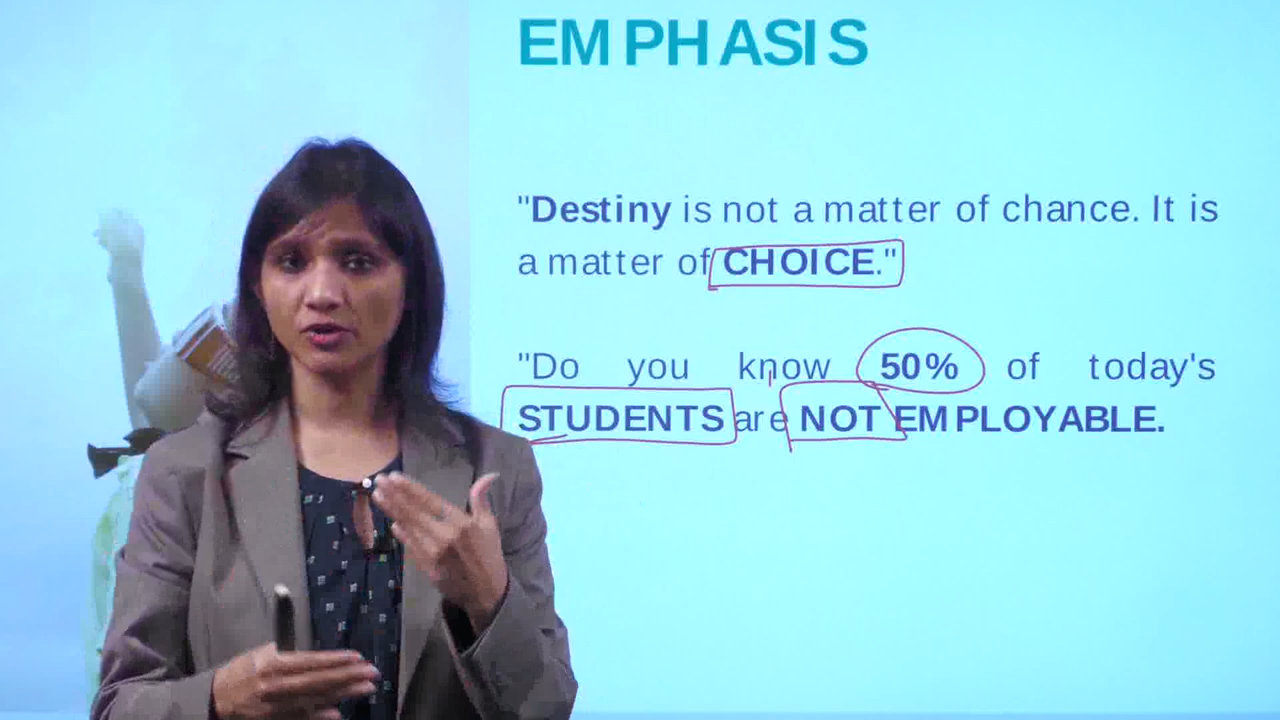 EMPHASIS
"Destiny is not a matter of chance. It is
a matter of CHOICE."
"Do you know 50% of today's
STUDENTS are NOT EMPLOYABLE.